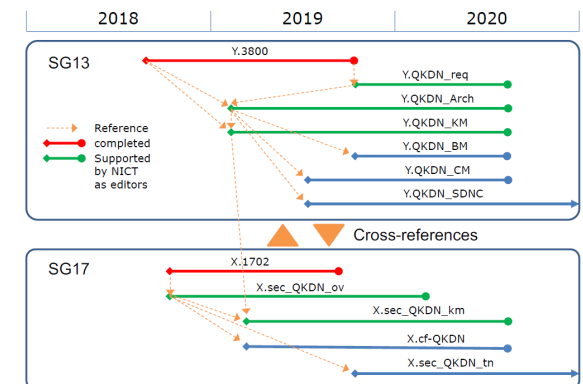 2018 2019 2020
SG13
Y.3800
Y.QKDN_req
Y.QKDN_Arch
Y.QKDN_KM
Y.QKDN_BM
Y.QKDN_CM
Y.QKDN_SDNC
Reference
completed
Supported
by NICT
as editors
Cross-references
SG17
X.1702
X.sec_QKDN_ov
X.sec_QKDN_km
X.cf-QKDN
X.sec_QKDN_tn